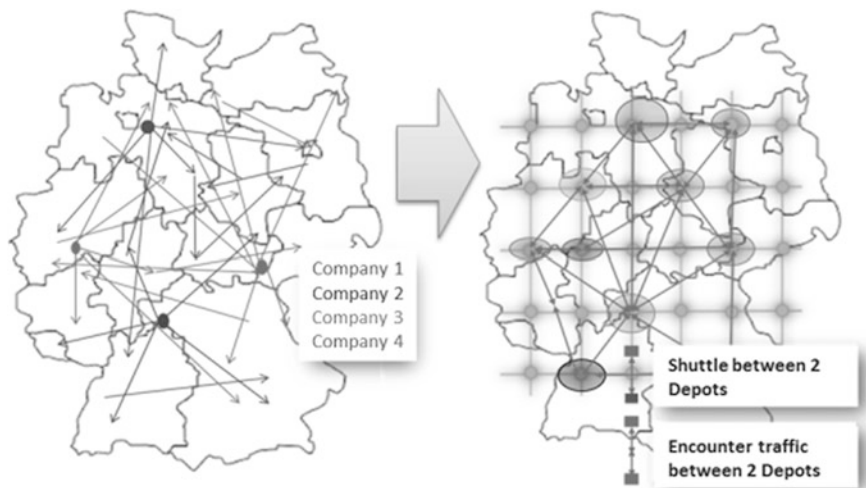 Company 1
Company 2
Company 3
Company 4
Shuttle between 2
Depots
Encounter traffic
between 2 Depots